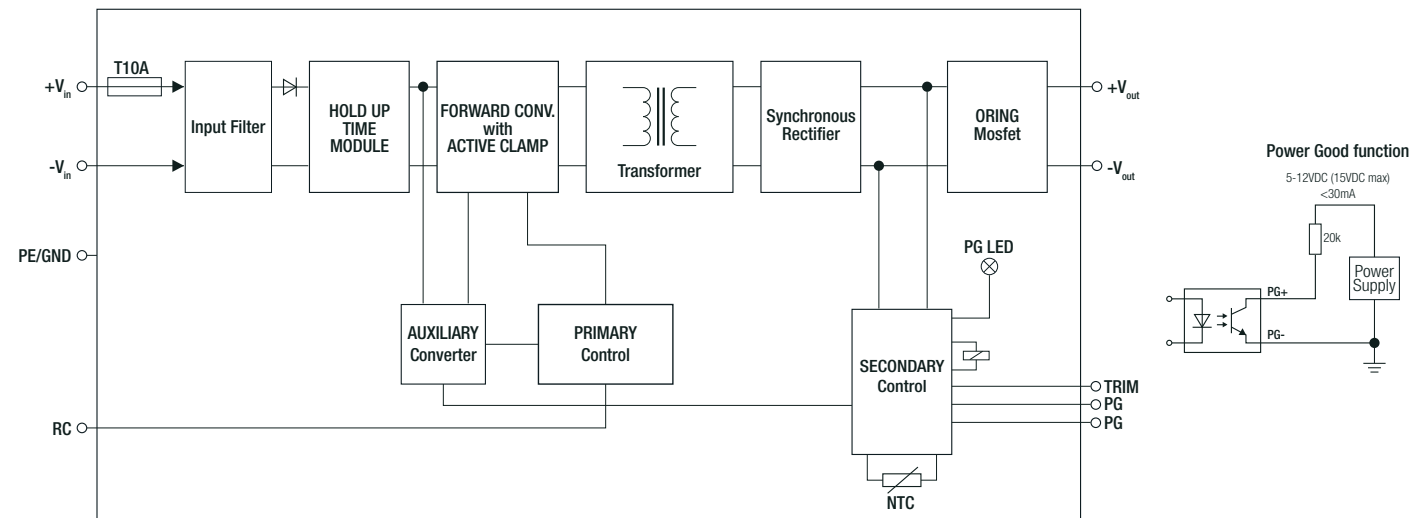 T10A
+Vin
-Vin
Input Filter
HOLD UP
TIME
MODULE
FORWARD CONV.
with
ACTIVE CLAMP
Transformer
Synchronous
Rectifier
ORING
Mosfet
+Vout
-Vout
PE/GND
AUXILIARY
Converter
PRIMARY
Control
PG LED
SECONDARY
Control
TRIM
PG
PG
RC
NTC
Power Good function
5-12VDC (15VDC max)
<30mA
20k
Power
Supply
PG+
PG-